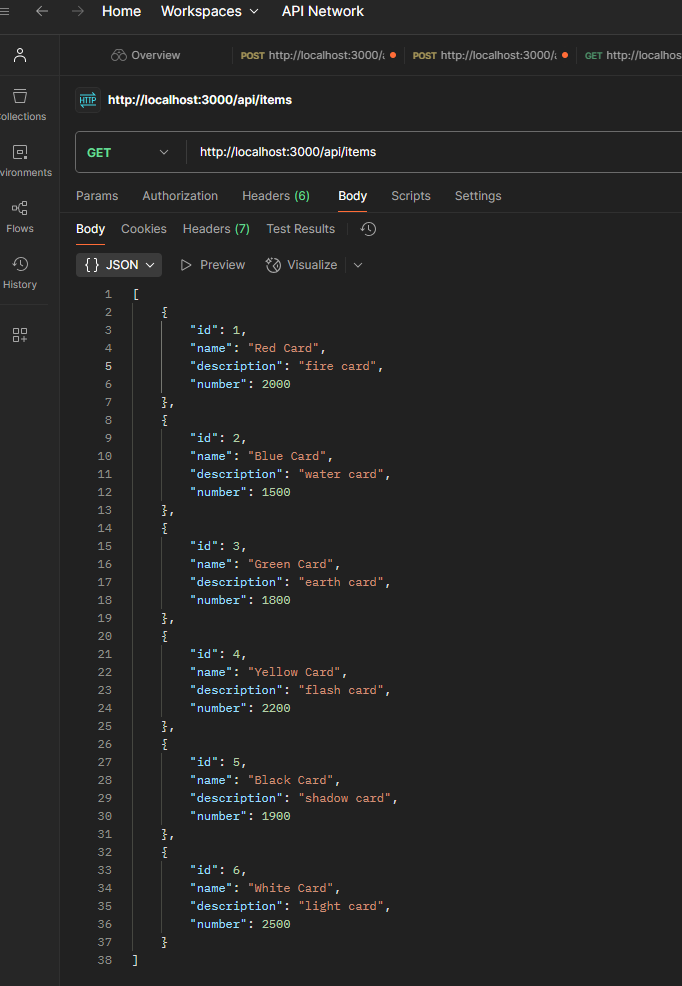 Home Workspaces API Network
Overview POST http://localhost:3000/a POST http://localhost:3000/a GET http://localhos
ollections
vironments
Flows
History
HTTP http://localhost:3000/api/items
GET http://localhost:3000/api/items
Params Authorization Headers (6) Body Scripts Settings
Body Cookies Headers (7) Test Results
{} JSON Preview Visualize
1 [
2 {
3 "id": 1,
4 "name": "Red Card",
5 "description": "fire card",
6 "number": 2000
7 },
8 {
9 "id": 2,
10 "name": "Blue Card",
11 "description": "water card",
12 "number": 1500
13 },
14 {
15 "id": 3,
16 "name": "Green Card",
17 "description": "earth card",
18 "number": 1800
19 },
20 {
21 "id": 4,
22 "name": "Yellow Card",
23 "description": "flash card",
24 "number": 2200
25 },
26 {
27 "id": 5,
28 "name": "Black Card",
29 "description": "shadow card",
30 "number": 1900
31 },
32 {
33 "id": 6,
34 "name": "White Card",
35 "description": "light card",
36 "number": 2500
37 }
38 ]